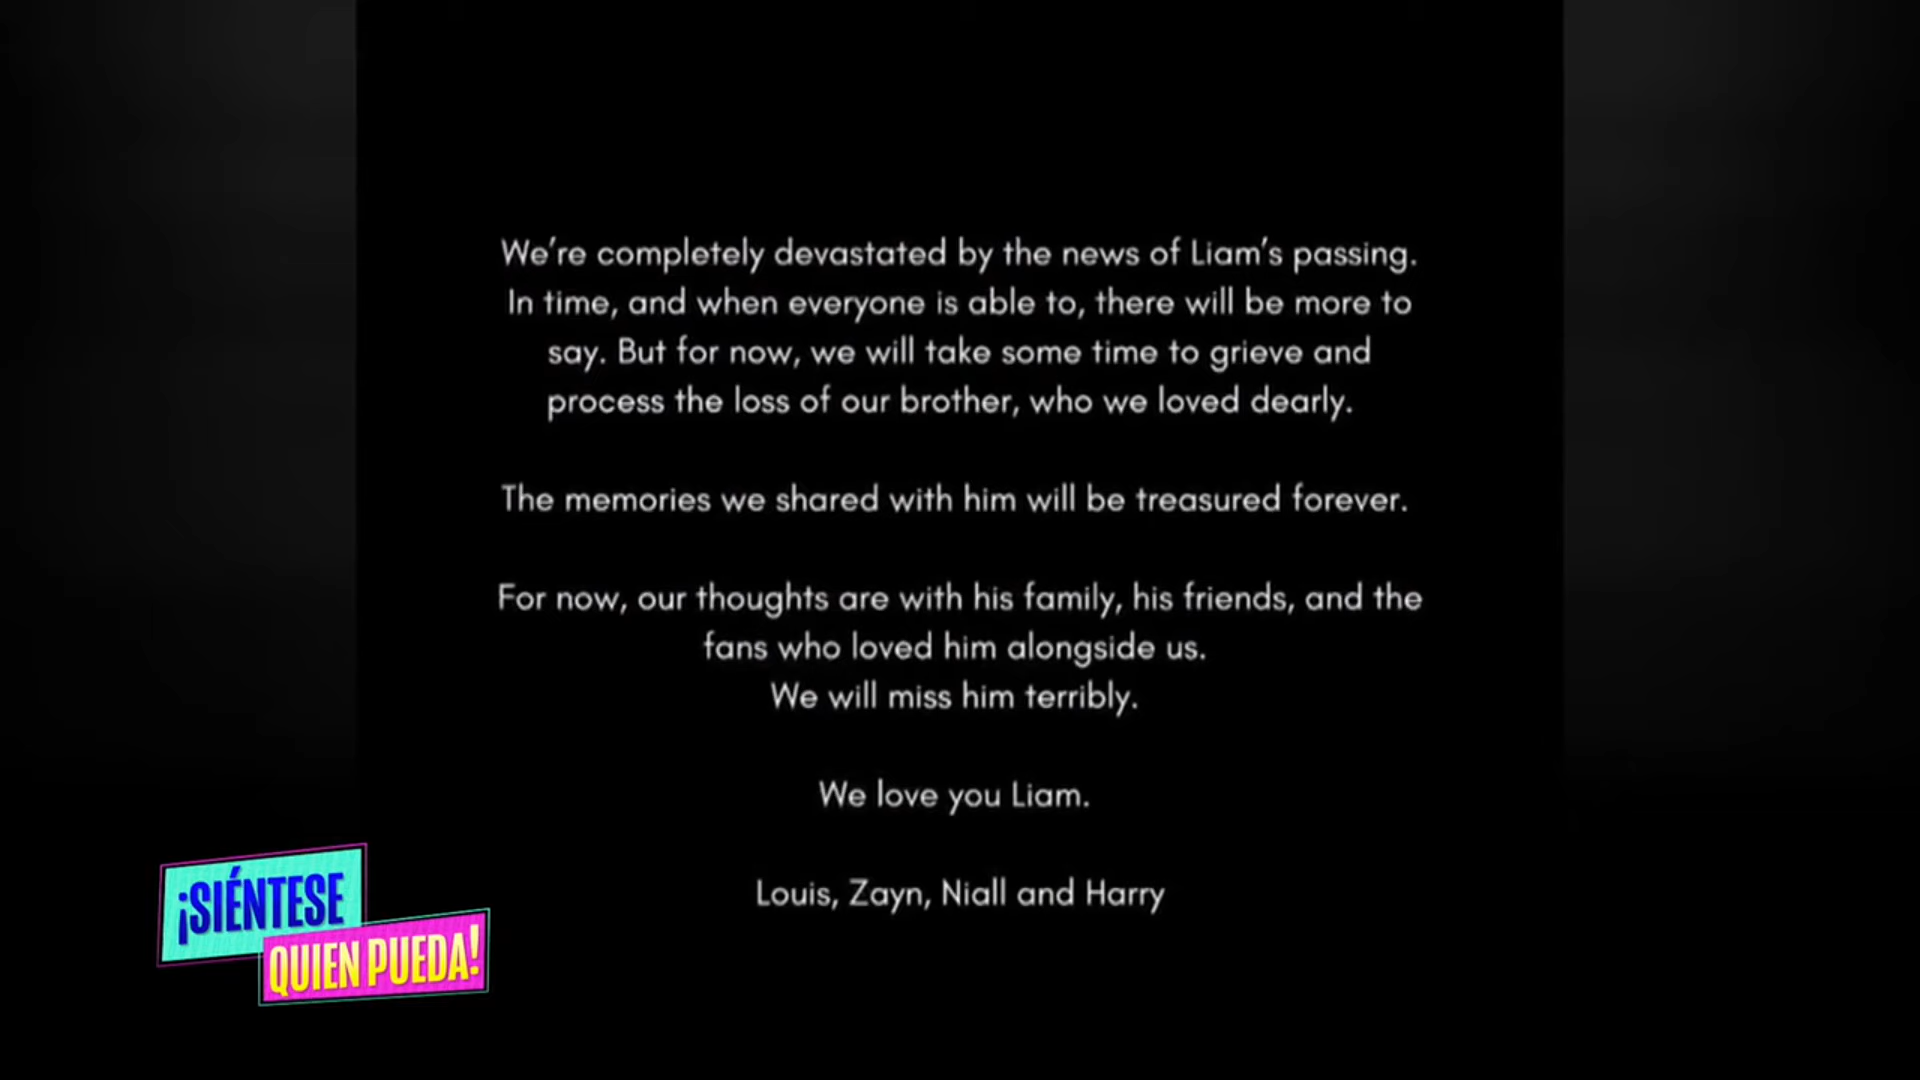 We're completely devastated by the news of Liam's passing.
In time, and when everyone is able to, there will be more to
say. But for now, we will take some time to grieve and
process the loss of our brother, who we loved dearly.
The memories we shared with him will be treasured forever.
For now, our thoughts are with his family, his friends, and the
fans who loved him alongside us.
We will miss him terribly.
We love you Liam.
Louis, Zayn, Niall and Harry
¡SIÉNTESE
QUIEN PUEDA!